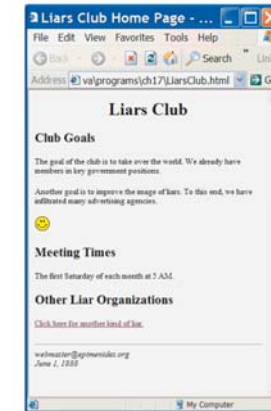 Liars Club Home Page - ...
File Edit View Favorites Tools Help
Back Search
Address va\programs\ch17\LiarsClub.html G
Liars Club
Club Goals
The goal of the club is to take over the world. We already have
members in key government positions.
Another goal is to improve the image of liars. To this end, we have
infiltrated many advertising agencies.
Meeting Times
The first Saturday of each month at 5 AM.
Other Liar Organizations
Click here for another kind of liar.
webmaster@epimenides.org
June 1, 1888
My Computer